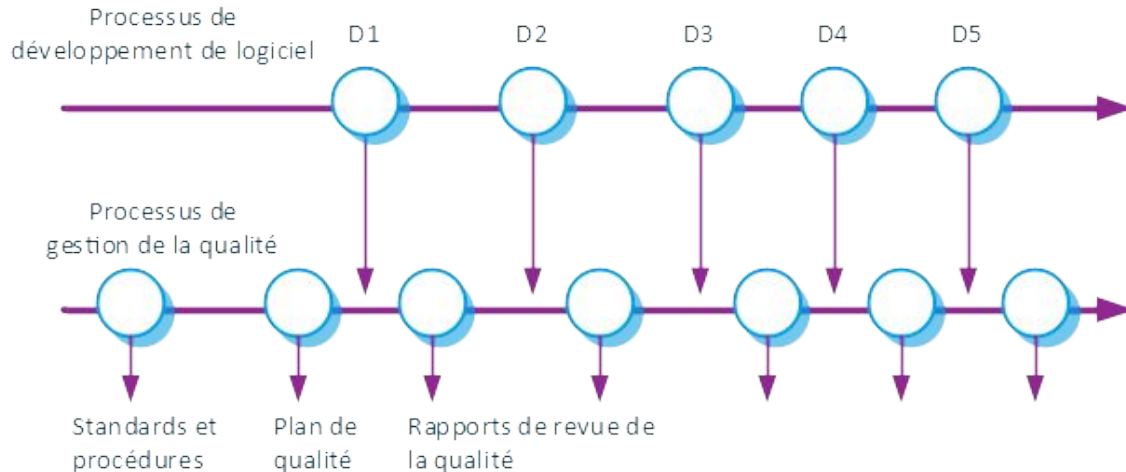 Processus de
développement de logiciel
D1
D2
D3
D4
D5
Processus de
gestion de la qualité
Standards et
procédures
Plan de
qualité
Rapports de revue de
la qualité